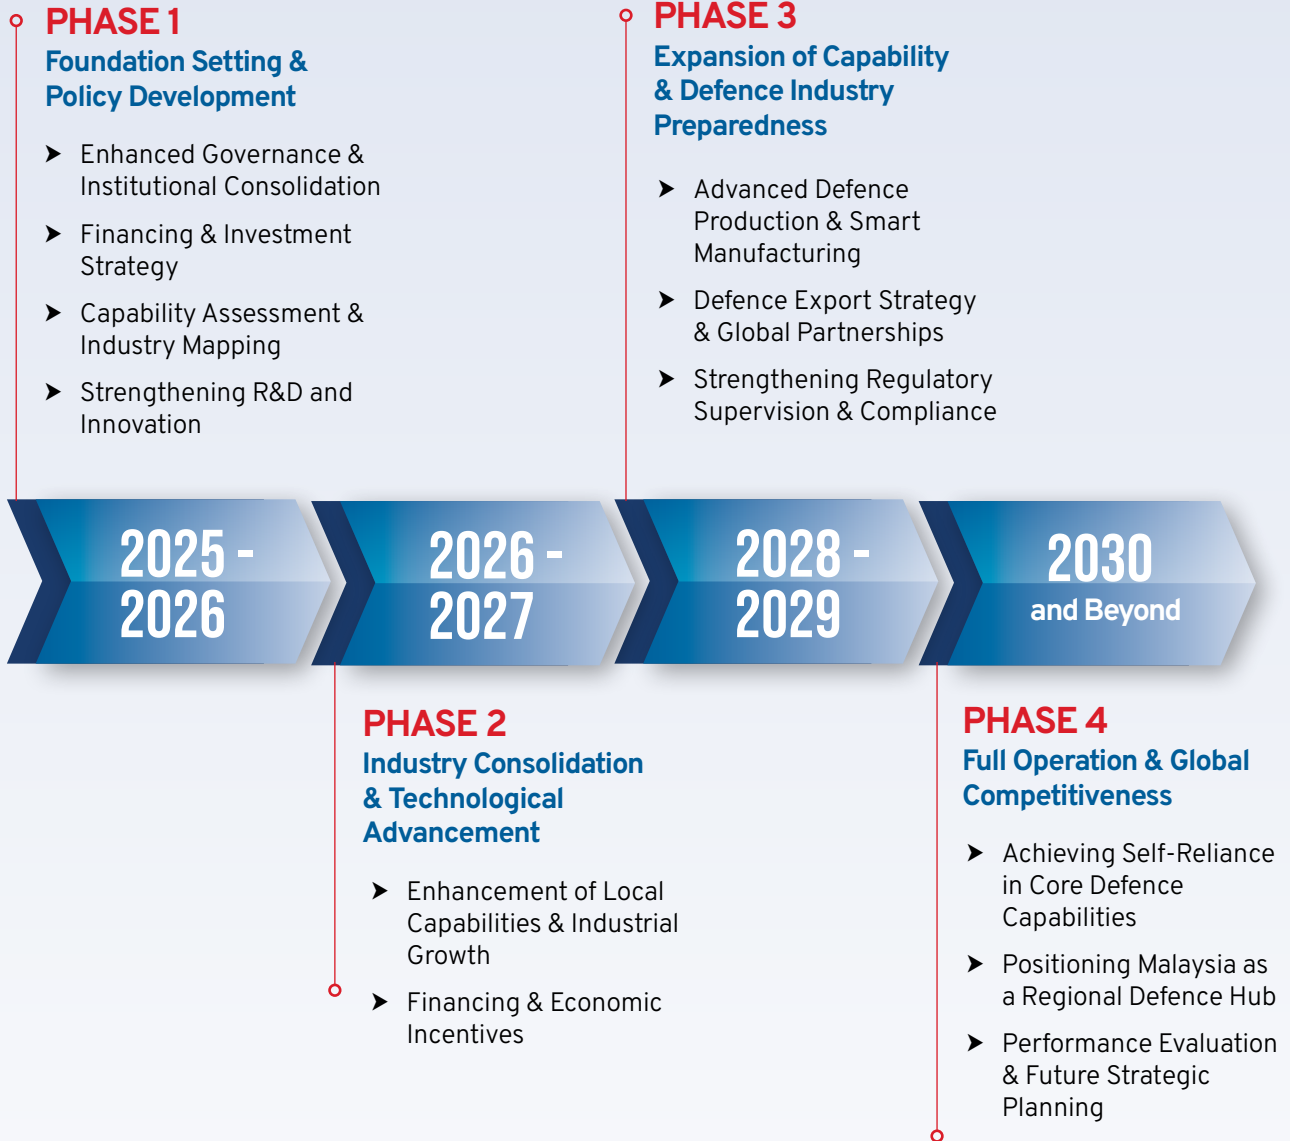 PHASE 1
Foundation Setting &
Policy Development
➤ Enhanced Governance &
Institutional Consolidation
➤ Financing & Investment
Strategy
➤ Capability Assessment &
Industry Mapping
➤ Strengthening R&D and
Innovation
PHASE 3
Expansion of Capability
& Defence Industry
Preparedness
➤ Advanced Defence
Production & Smart
Manufacturing
➤ Defence Export Strategy
& Global Partnerships
➤ Strengthening Regulatory
Supervision & Compliance
2025 -
2026
2026 -
2027
2028 -
2029
2030
and Beyond
PHASE 2
Industry Consolidation
& Technological
Advancement
➤ Enhancement of Local
Capabilities & Industrial
Growth
➤ Financing & Economic
Incentives
PHASE 4
Full Operation & Global
Competitiveness
➤ Achieving Self-Reliance
in Core Defence
Capabilities
➤ Positioning Malaysia as
a Regional Defence Hub
➤ Performance Evaluation
& Future Strategic
Planning